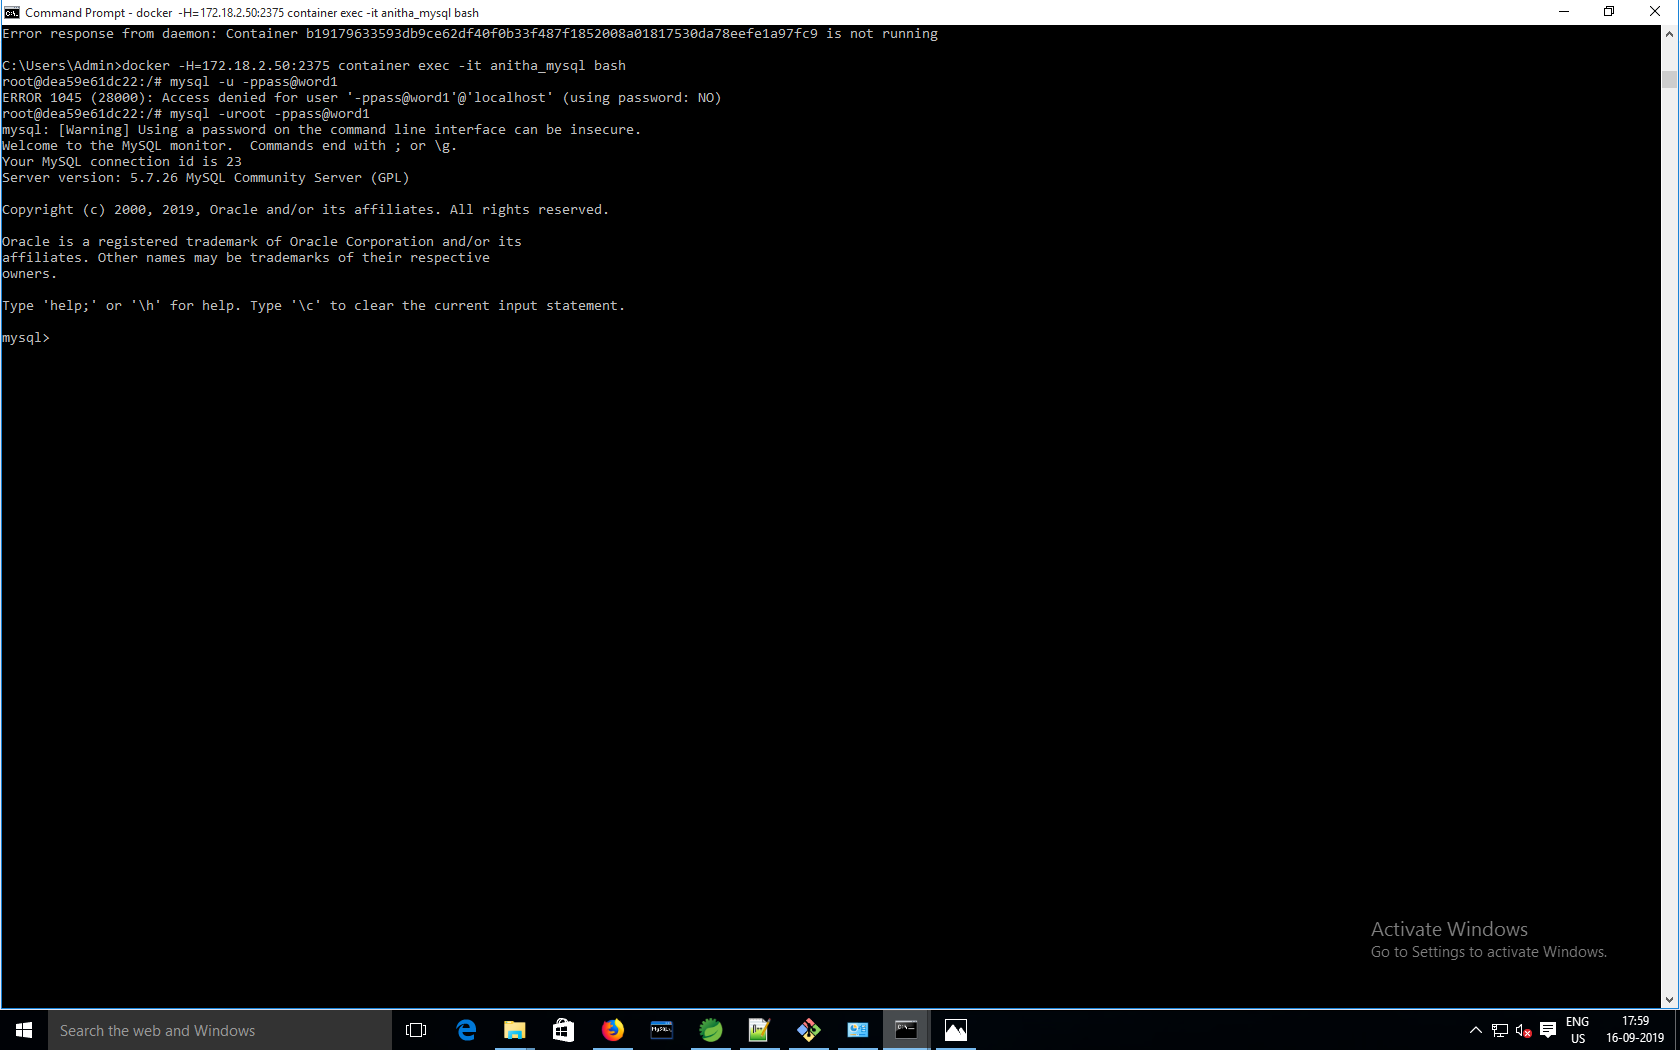 Command Prompt - docker -H=172.18.2.50:2375 container exec -it anitha_mysql bash
Error response from daemon: Container b19179633593db9ce62df40f0b33f487f1852008a01817530da78eefe1a97fc9 is not running
C:\Users\Admin>docker -H=172.18.2.50:2375 container exec -it anitha_mysql bash
root@dea59e61dc22:/# mysql -u -ppass@word1
ERROR 1045 (28000): Access denied for user '-ppass@word1'@'localhost' (using password: NO)
root@dea59e61dc22:/# mysql -uroot -ppass@word1
mysql: [Warning] Using a password on the command line interface can be insecure.
Welcome to the MySQL monitor.  Commands end with ; or \g.
Your MySQL connection id is 23
Server version: 5.7.26 MySQL Community Server (GPL)
Copyright (c) 2000, 2019, Oracle and/or its affiliates. All rights reserved.
Oracle is a registered trademark of Oracle Corporation and/or its
affiliates. Other names may be trademarks of their respective
owners.
Type 'help;' or '\h' for help. Type '\c' to clear the current input statement.
mysql>
Activate Windows
Go to Settings to activate Windows.
Search the web and Windows
ENG
US
17:59
16-09-2019